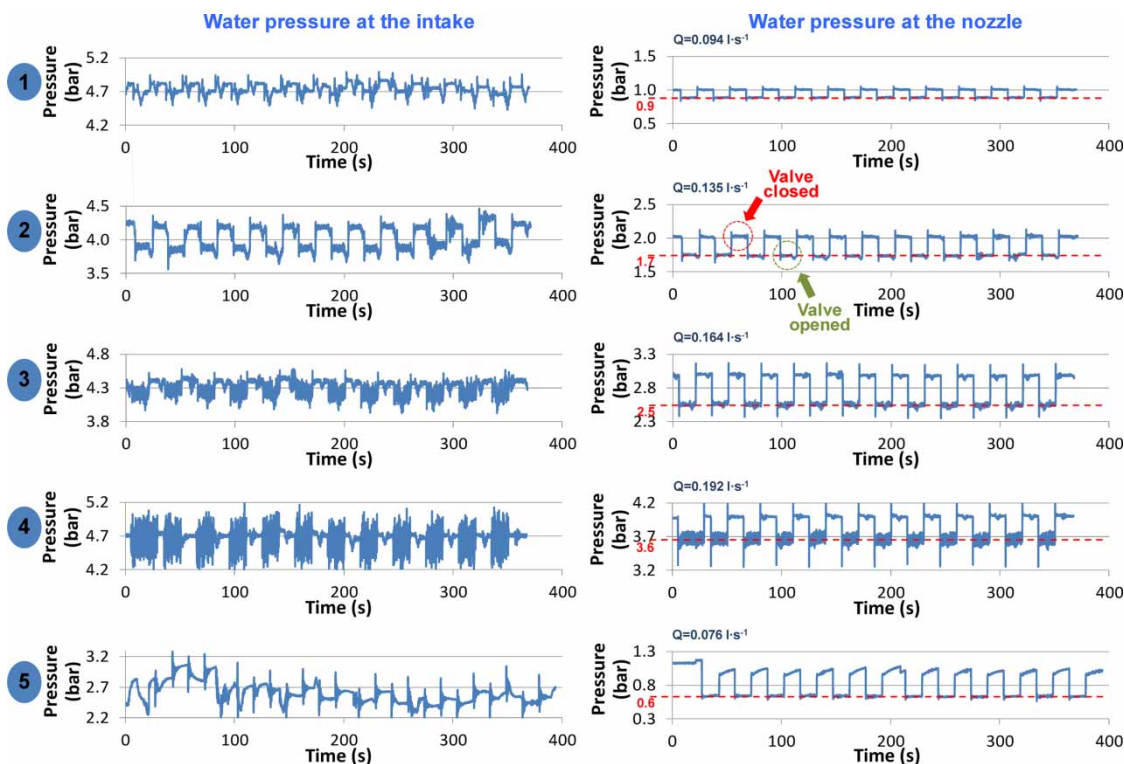 Water pressure at the intake
Water pressure at the nozzle
1
Pressure
(bar)
5.2
4.7
4.2
0 100 200 300 400
Time (s)
Q=0.094 l·s-1
Pressure
(bar)
1.5
1.0
0.9
0.5
0 100 200 300 400
Time (s)
2
Pressure
(bar)
4.5
4.0
3.5
0 100 200 300 400
Time (s)
Q=0.135 l·s-1
Valve
closed
Pressure
(bar)
2.5
2.0
1.7
1.5
0 100 200 300 400
Time (s)
Valve
opened
3
Pressure
(bar)
4.8
4.3
3.8
0 100 200 300 400
Time (s)
Q=0.164 l·s-1
Pressure
(bar)
3.3
2.8
2.5
2.3
0 100 200 300 400
Time (s)
4
Pressure
(bar)
5.2
4.7
4.2
0 100 200 300 400
Time (s)
Q=0.192 l·s-1
Pressure
(bar)
4.2
3.7
3.6
3.2
0 100 200 300 400
Time (s)
5
Pressure
(bar)
3.2
2.7
2.2
0 100 200 300 400
Time (s)
Q=0.076 l·s-1
Pressure
(bar)
1.3
0.8
0.6
0.3
0 100 200 300 400
Time (s)